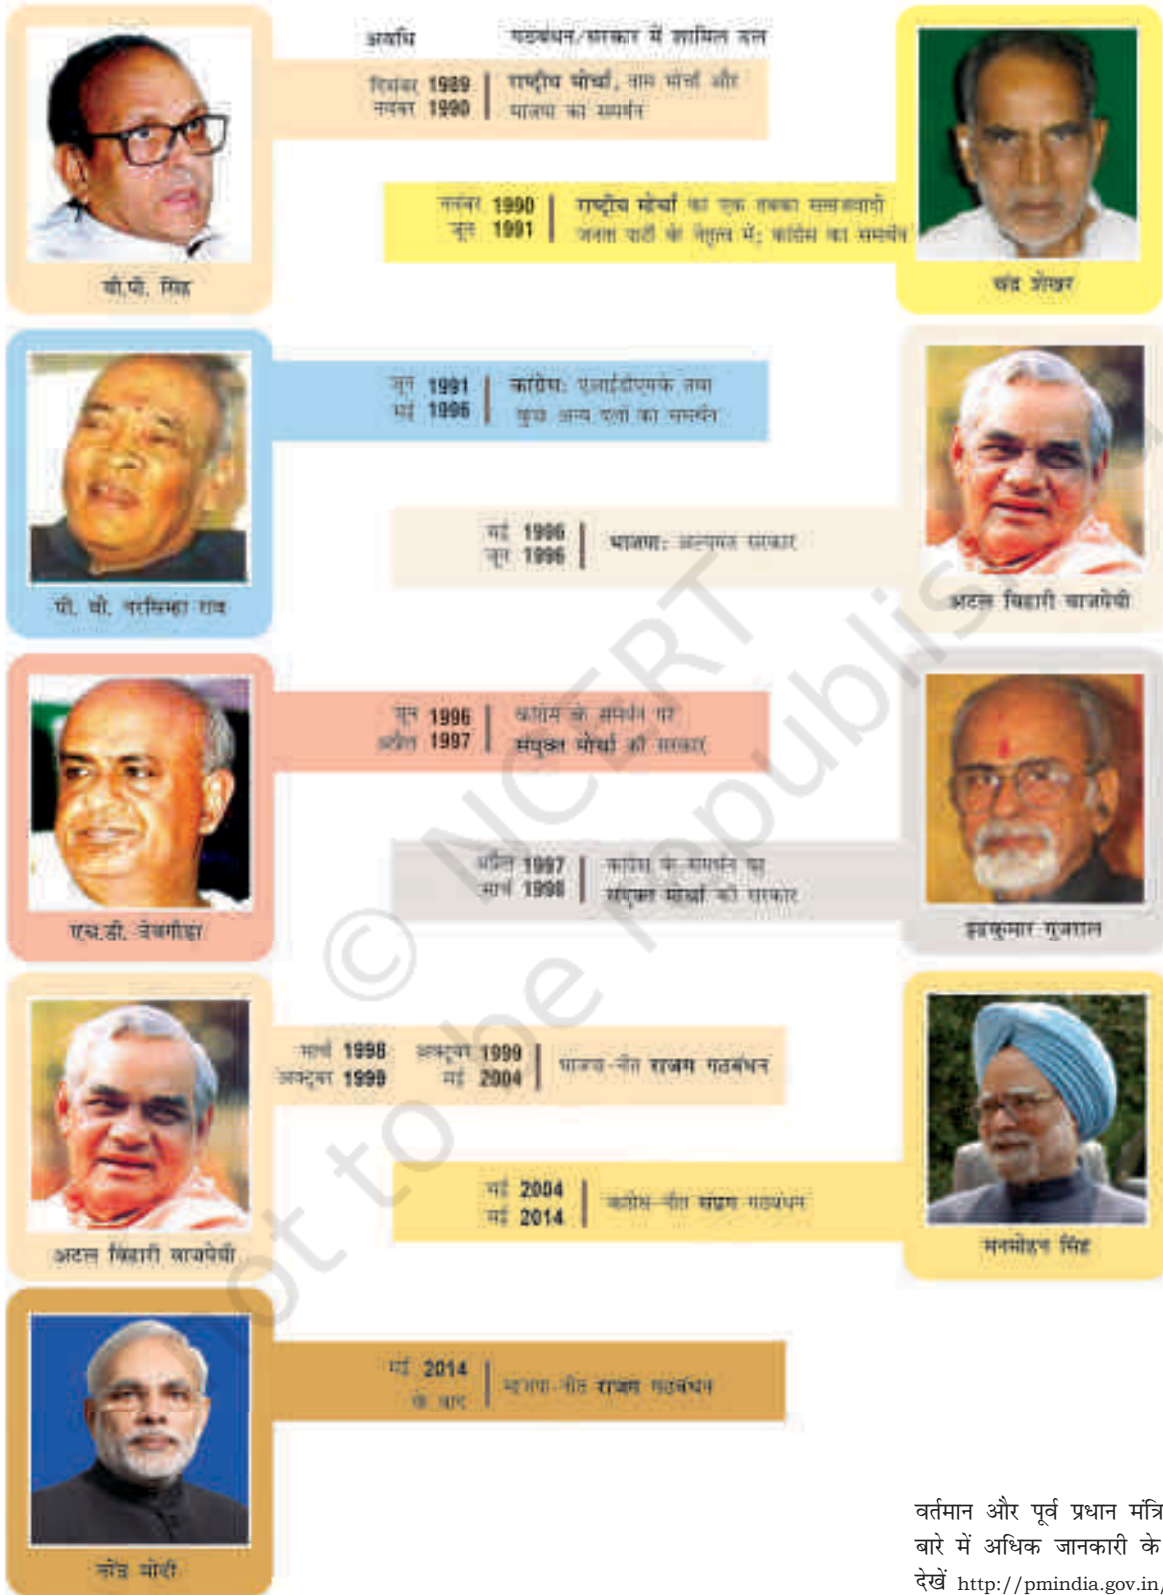 अवधि गठबंधन/सरकार में शामिल दल
दिसंबर 1989 राष्ट्रीय मोर्चा, वाम मोर्चा और
नवंबर 1990 भाजपा का समर्थन
वी.पी. सिंह
नवंबर 1990 राष्ट्रीय मोर्चा का एक तबका समाजवादी
जून 1991 जनता पार्टी के नेतृत्व में; कांग्रेस का समर्थन
चंद्र शेखर
जून 1991 कांग्रेस: एआईडीएमके तथा
मई 1996 कुछ अन्य दलों का समर्थन
पी. वी. नरसिम्हा राव
मई 1996 भाजपा: अल्पमत सरकार
जून 1996
अटल बिहारी वाजपेयी
जून 1996 कांग्रेस के समर्थन पर
अप्रैल 1997 संयुक्त मोर्चा की सरकार
एच.डी. देवगौड़ा
अप्रैल 1997 कांग्रेस के समर्थन पर
मार्च 1998 संयुक्त मोर्चा की सरकार
इंद्रकुमार गुजराल
मार्च 1998 अक्टूबर 1999 भाजपा-नीत राजग गठबंधन
अक्टूबर 1999 मई 2004
अटल बिहारी वाजपेयी
मई 2004 कांग्रेस-नीत संप्रग गठबंधन
मई 2014
मनमोहन सिंह
मई 2014 भाजपा-नीत राजग गठबंधन
के बाद
नरेंद्र मोदी
वर्तमान और पूर्व प्रधान मंत्रि
बारे में अधिक जानकारी के
देखें http://pmindia.gov.in/
© NCERT
not to be republis